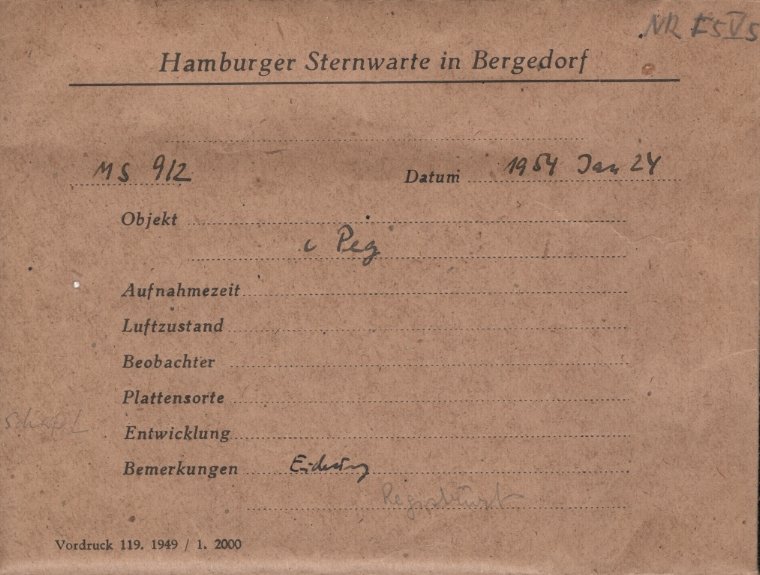 NR
Hamburger Sternwarte in Bergedorf
MS 912
Datum 1954 Jan 24
Objekt
Peg
Aufnahmezeit
Luftzustand
Beobachter
Plattensorte
Entwicklung
Bemerkungen Eichung
Vordruck 119. 1949 / 1. 2000